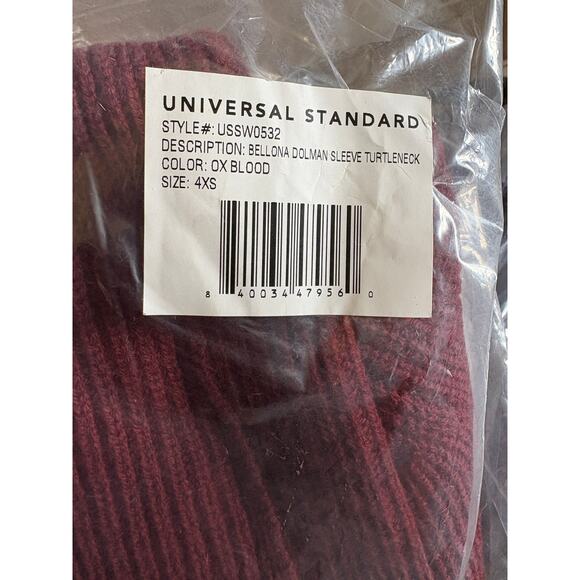 UNIVERSAL STANDARD
STYLE#: USSW0532
DESCRIPTION: BELLONA DOLMAN SLEEVE TURTLENECK
COLOR: OX BLOOD
SIZE: 4XS
8 40034 47956 0